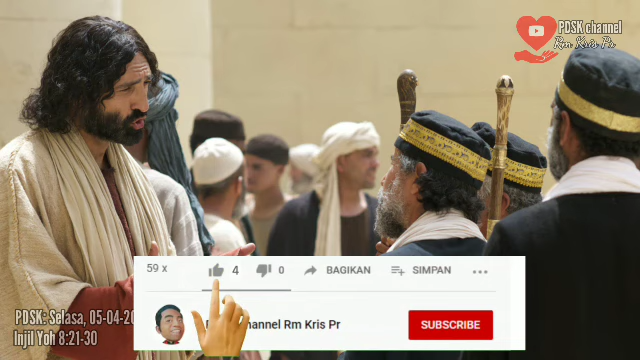 PDSK channel
Rm Kris Pr
59 x
4
0
BAGIKAN
SIMPAN
hannel Rm Kris Pr
SUBSCRIBE
PDSK: Selasa, 05-04-20
Injil Yoh 8:21-30